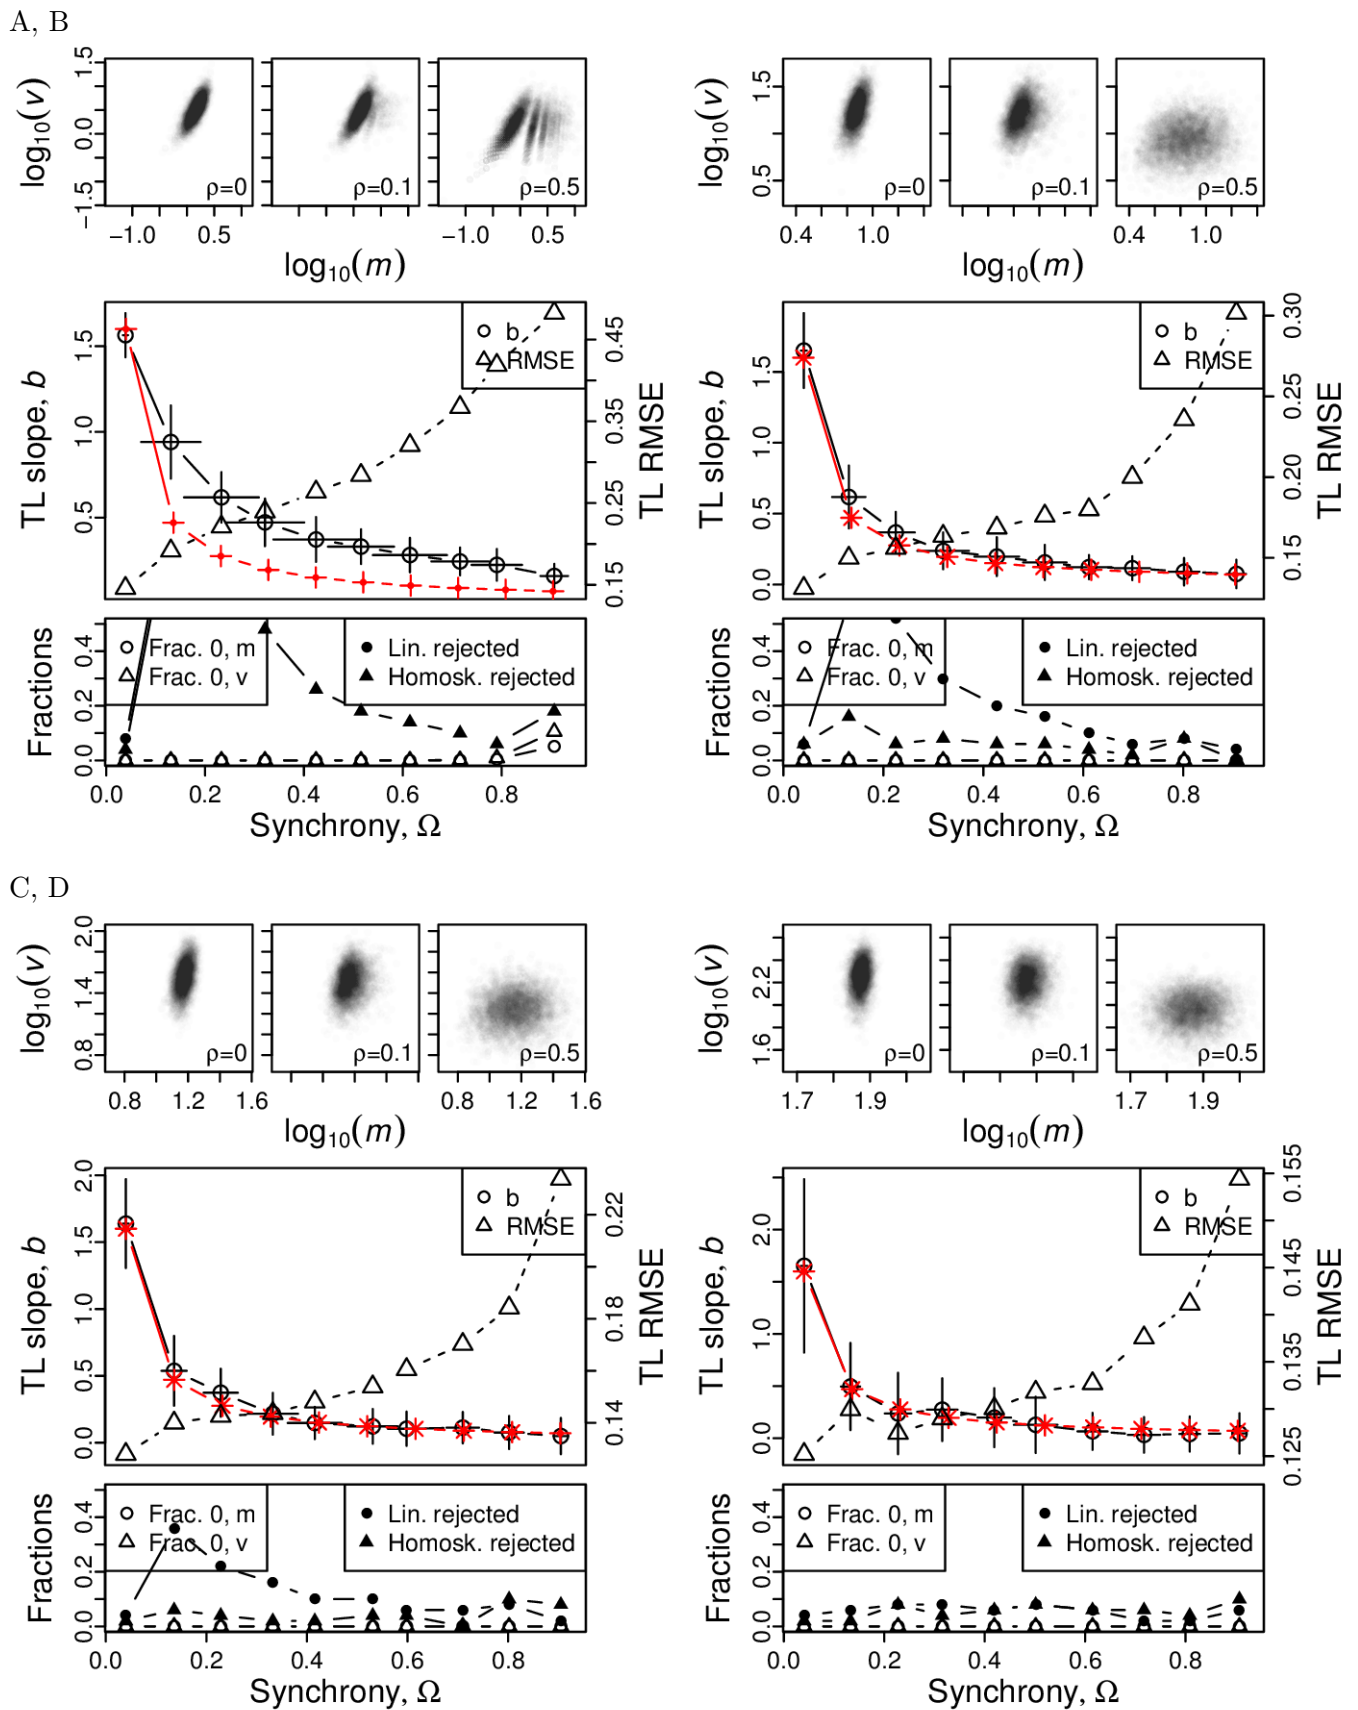 A, B
log10(v)
−1.5 0.0 1.5
ρ=0
ρ=0.1
ρ=0.5
−1.0 0.5
−1.0 0.5
log10(m)
log10(v)
0.5 1.5
ρ=0
ρ=0.1
ρ=0.5
0.4 1.0
0.4 1.0
log10(m)
TL slope, b
0.5 1.0 1.5
b
RMSE
0.15 0.25 0.35 0.45
TL RMSE
TL slope, b
0.0 0.5 1.0 1.5
b
RMSE
0.15 0.20 0.25 0.30
TL RMSE
Fractions
0.0 0.2 0.4
Frac. 0, m
Frac. 0, v
Lin. rejected
Homosk. rejected
0.0 0.2 0.4 0.6 0.8
Synchrony, Ω
Fractions
0.0 0.2 0.4
Frac. 0, m
Frac. 0, v
Lin. rejected
Homosk. rejected
0.0 0.2 0.4 0.6 0.8
Synchrony, Ω
C, D
log10(v)
0.8 1.4 2.0
ρ=0
ρ=0.1
ρ=0.5
0.8 1.2 1.6
0.8 1.2 1.6
log10(m)
log10(v)
1.6 2.2
ρ=0
ρ=0.1
ρ=0.5
1.7 1.9
1.7 1.9
log10(m)
TL slope, b
0.0 0.5 1.0 1.5 2.0
b
RMSE
0.14 0.18 0.22
TL RMSE
TL slope, b
0.0 1.0 2.0
b
RMSE
0.125 0.135 0.145 0.155
TL RMSE
Fractions
0.0 0.2 0.4
Frac. 0, m
Frac. 0, v
Lin. rejected
Homosk. rejected
0.0 0.2 0.4 0.6 0.8
Synchrony, Ω
Fractions
0.0 0.2 0.4
Frac. 0, m
Frac. 0, v
Lin. rejected
Homosk. rejected
0.0 0.2 0.4 0.6 0.8
Synchrony, Ω